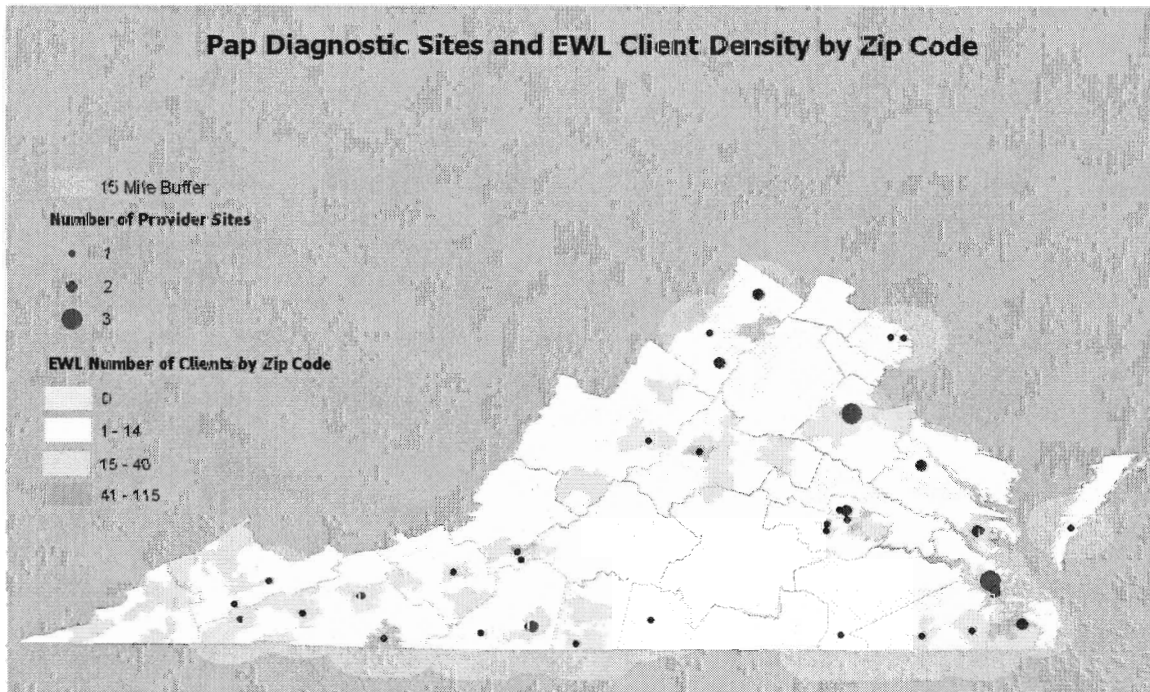 Pap Diagnostic Sites and EWL Client Density by Zip Code
15 Mile Buffer
Number of Provider Sites
1
2
3
EWL Number of Clients by Zip Code
0
1 - 14
15 - 40
41 - 115